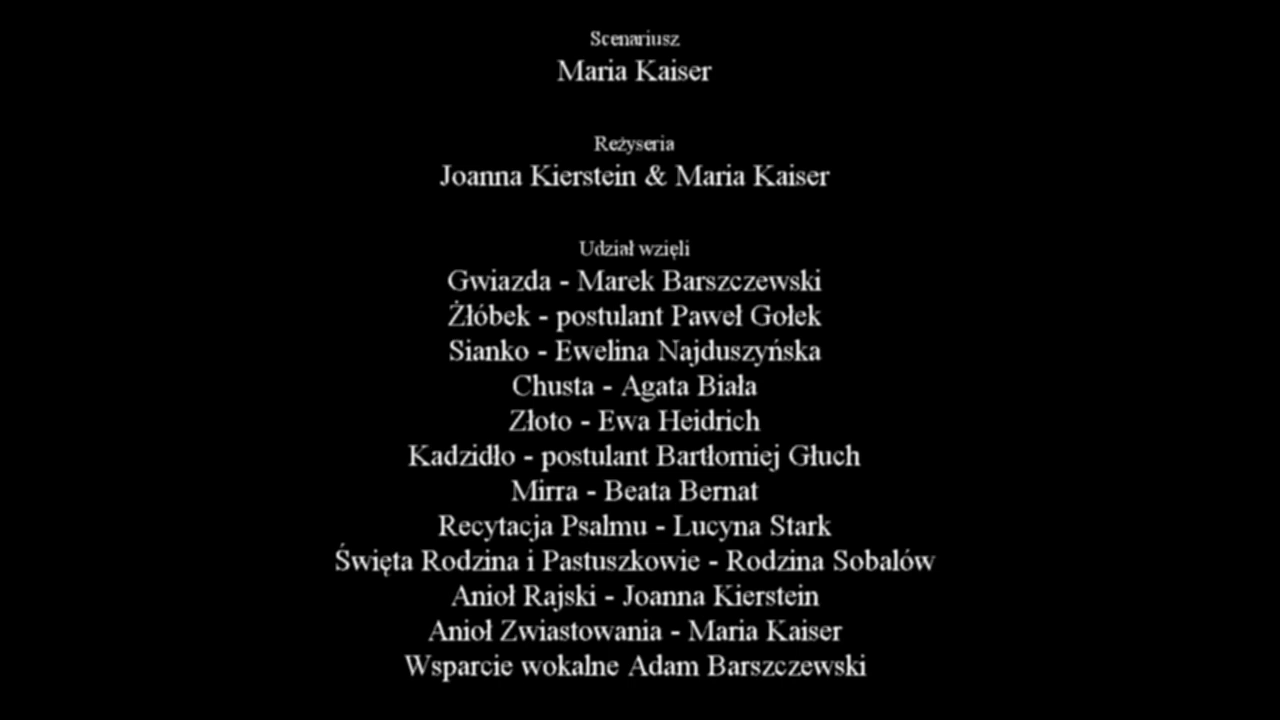 Scenariusz
Maria Kaiser
Reżyseria
Joanna Kierstein & Maria Kaiser
Udział wzięli
Gwiazda - Marek Barszczewski
Żłóbek - postulant Paweł Gołek
Sianko - Ewelina Najduszyńska
Chusta - Agata Biała
Złoto - Ewa Heidrich
Kadzidło - postulant Bartłomiej Głuch
Mirra - Beata Bernat
Recytacja Psalmu - Lucyna Stark
Święta Rodzina i Pastuszkowie - Rodzina Sobalów
Anioł Rajski - Joanna Kierstein
Anioł Zwiastowania - Maria Kaiser
Wsparcie wokalne Adam Barszczewski